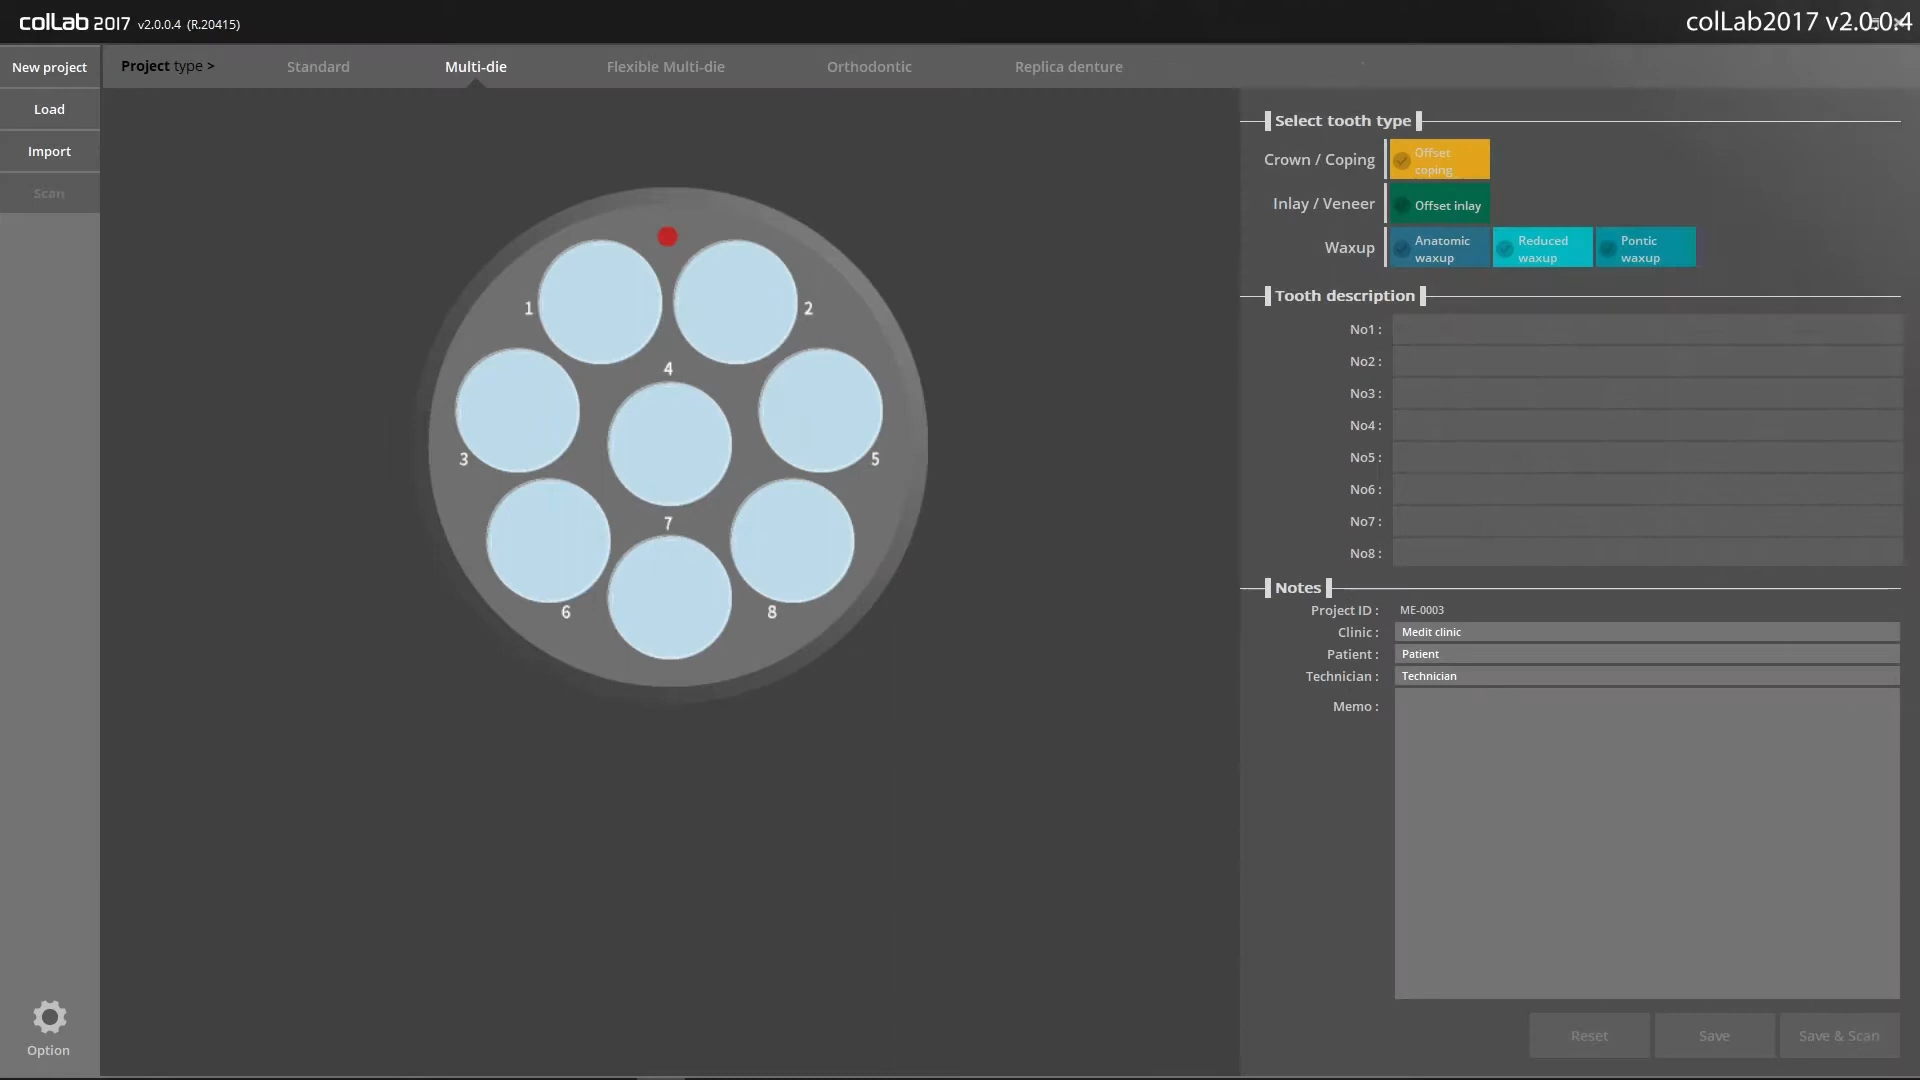 colLab 2017 v2.0.0.4 (R.20415)
colLab2017 v2.0.0.4
New project
Load
Import
Scan
Project type >
Standard
Multi-die
Flexible Multi-die
Orthodontic
Replica denture
1
2
3
4
5
6
7
8
Select tooth type
Crown / Coping
Offset
coping
Inlay / Veneer
Offset inlay
Waxup
Anatomic
waxup
Reduced
waxup
Pontic
waxup
Tooth description
No1 :
No2 :
No3 :
No4 :
No5 :
No6 :
No7 :
No8 :
Notes
Project ID : ME-0003
Clinic : Medit clinic
Patient : Patient
Technician : Technician
Memo :
Reset
Save
Save & Scan
Option